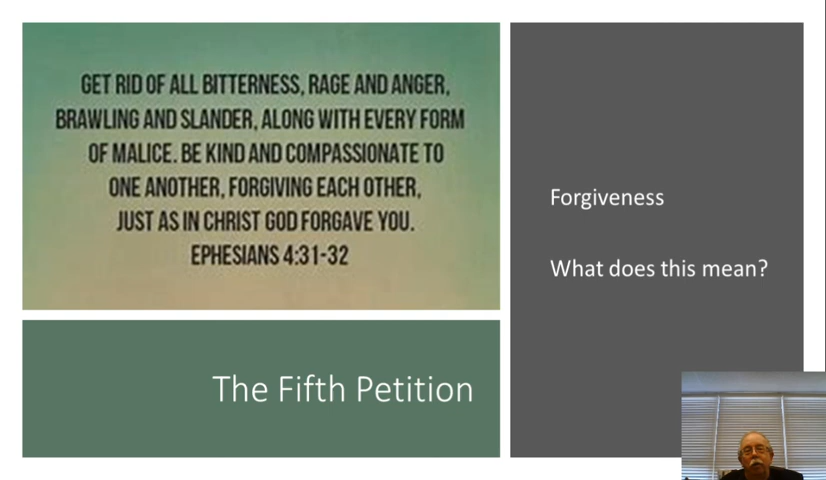 GET RID OF ALL BITTERNESS, RAGE AND ANGER,
BRAWLING AND SLANDER, ALONG WITH EVERY FORM
OF MALICE. BE KIND AND COMPASSIONATE TO
ONE ANOTHER, FORGIVING EACH OTHER,
JUST AS IN CHRIST GOD FORGAVE YOU.
EPHESIANS 4:31-32
The Fifth Petition
Forgiveness
What does this mean?